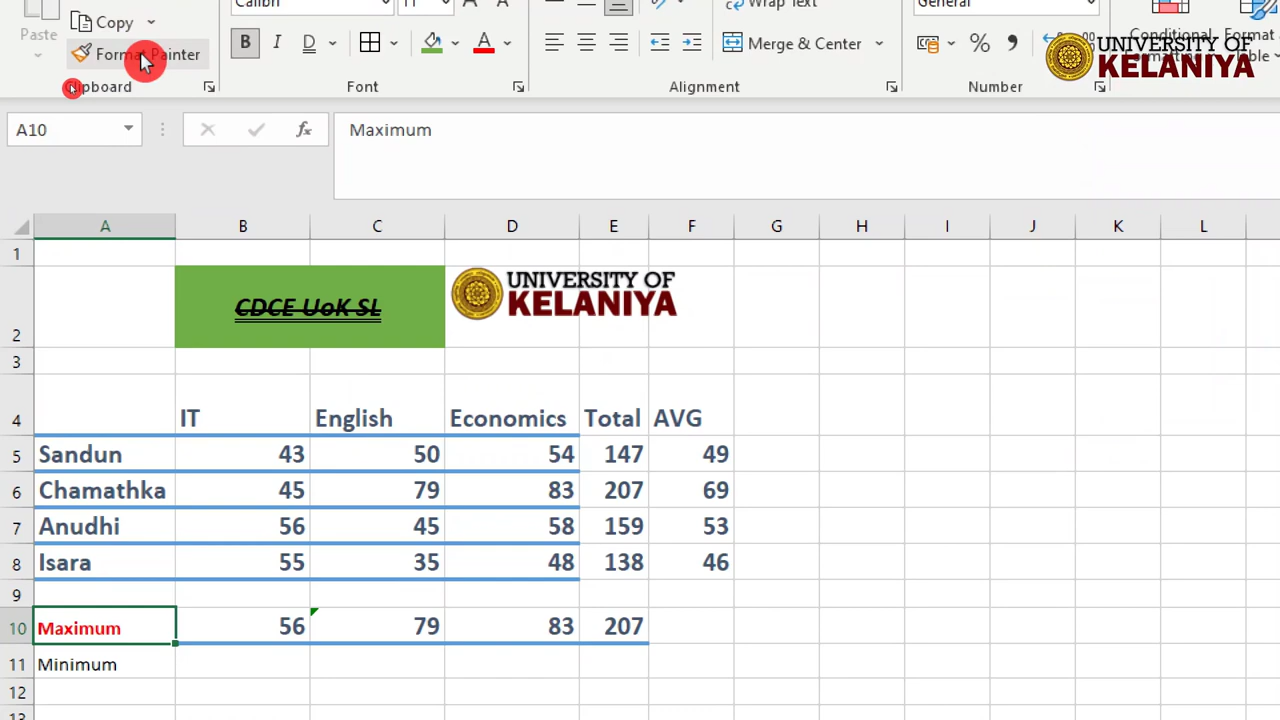 Calibri 11 Wrap Text General
Copy
Paste
Format Painter
B I D Merge & Center % Conditional Format
UNIVERSITY OF
KELANIYA
Clipboard Font Alignment Number
A10 fx Maximum
A B C D E F G H I J K L
1
2 CDCE UoK SL UNIVERSITY OF
KELANIYA
3
4 IT English Economics Total AVG
5 Sandun 43 50 54 147 49
6 Chamathka 45 79 83 207 69
7 Anudhi 56 45 58 159 53
8 Isara 55 35 48 138 46
9
10 Maximum 56 79 83 207
11 Minimum
12
13